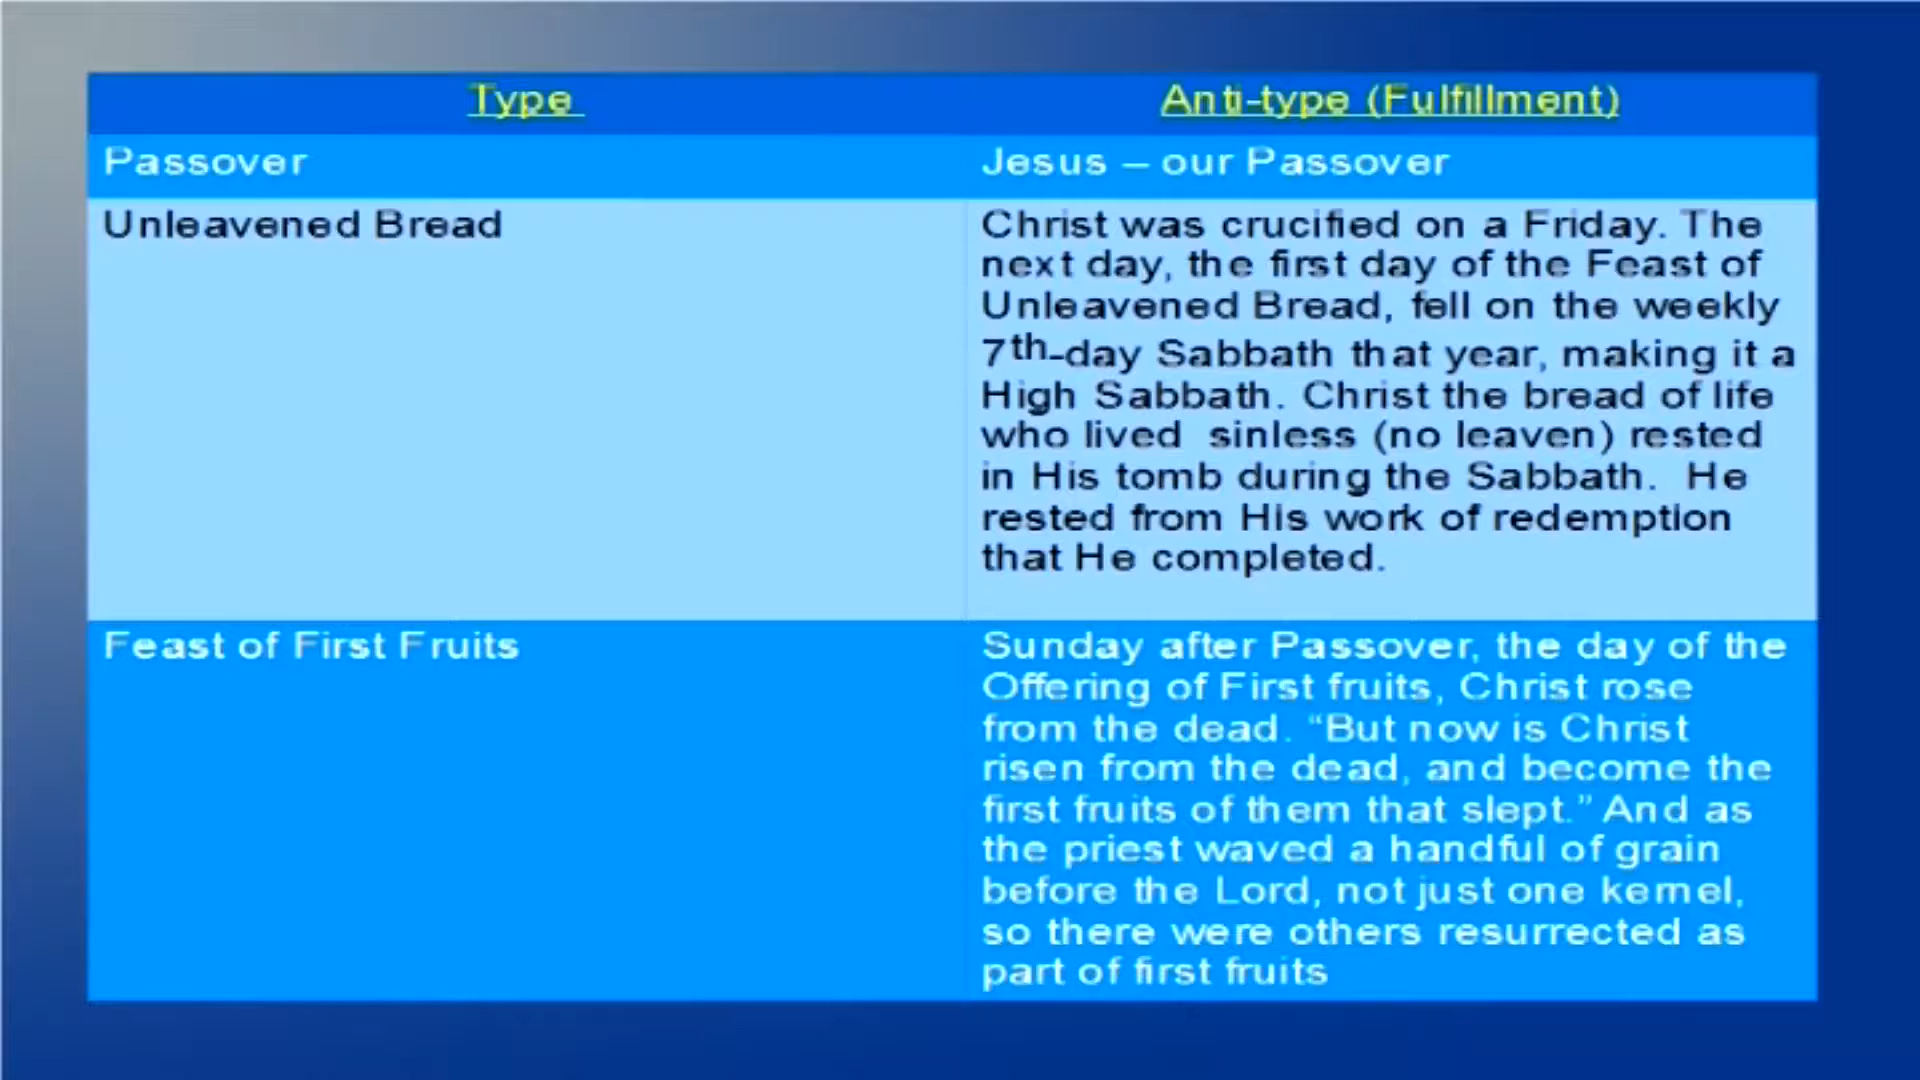 Type
Anti-type (Fulfillment)
Passover
Jesus – our Passover
Unleavened Bread
Christ was crucified on a Friday. The
next day, the first day of the Feast of
Unleavened Bread, fell on the weekly
7th-day Sabbath that year, making it a
High Sabbath. Christ the bread of life
who lived sinless (no leaven) rested
in His tomb during the Sabbath. He
rested from His work of redemption
that He completed.
Feast of First Fruits
Sunday after Passover, the day of the
Offering of First fruits, Christ rose
from the dead. “But now is Christ
risen from the dead, and become the
first fruits of them that slept.” And as
the priest waved a handful of grain
before the Lord, not just one kernel,
so there were others resurrected as
part of first fruits